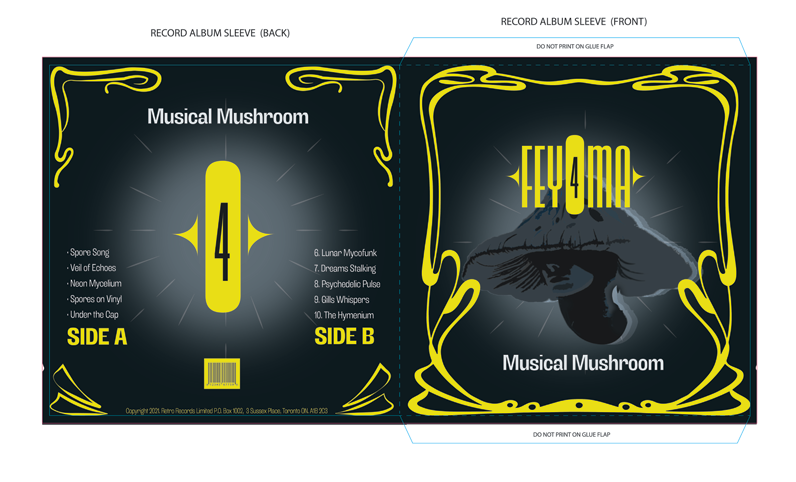 RECORD ALBUM SLEEVE (BACK)
RECORD ALBUM SLEEVE (FRONT)
DO NOT PRINT ON GLUE FLAP
Musical Mushroom
4
• Spore Song
• Veil of Echoes
• Neon Mycelium
• Spores on Vinyl
• Under the Cap
SIDE A
6. Lunar Mycofunk
7. Dreams Stalking
8. Psychedelic Pulse
9. Gills Whispers
10. The Hymenium
SIDE B
Copyright 2021. Retro Records Limited P.O. Box 1002, 3 Sussex Place, Toronto ON. A1B 2C3
FEY4MA
Musical Mushroom
DO NOT PRINT ON GLUE FLAP